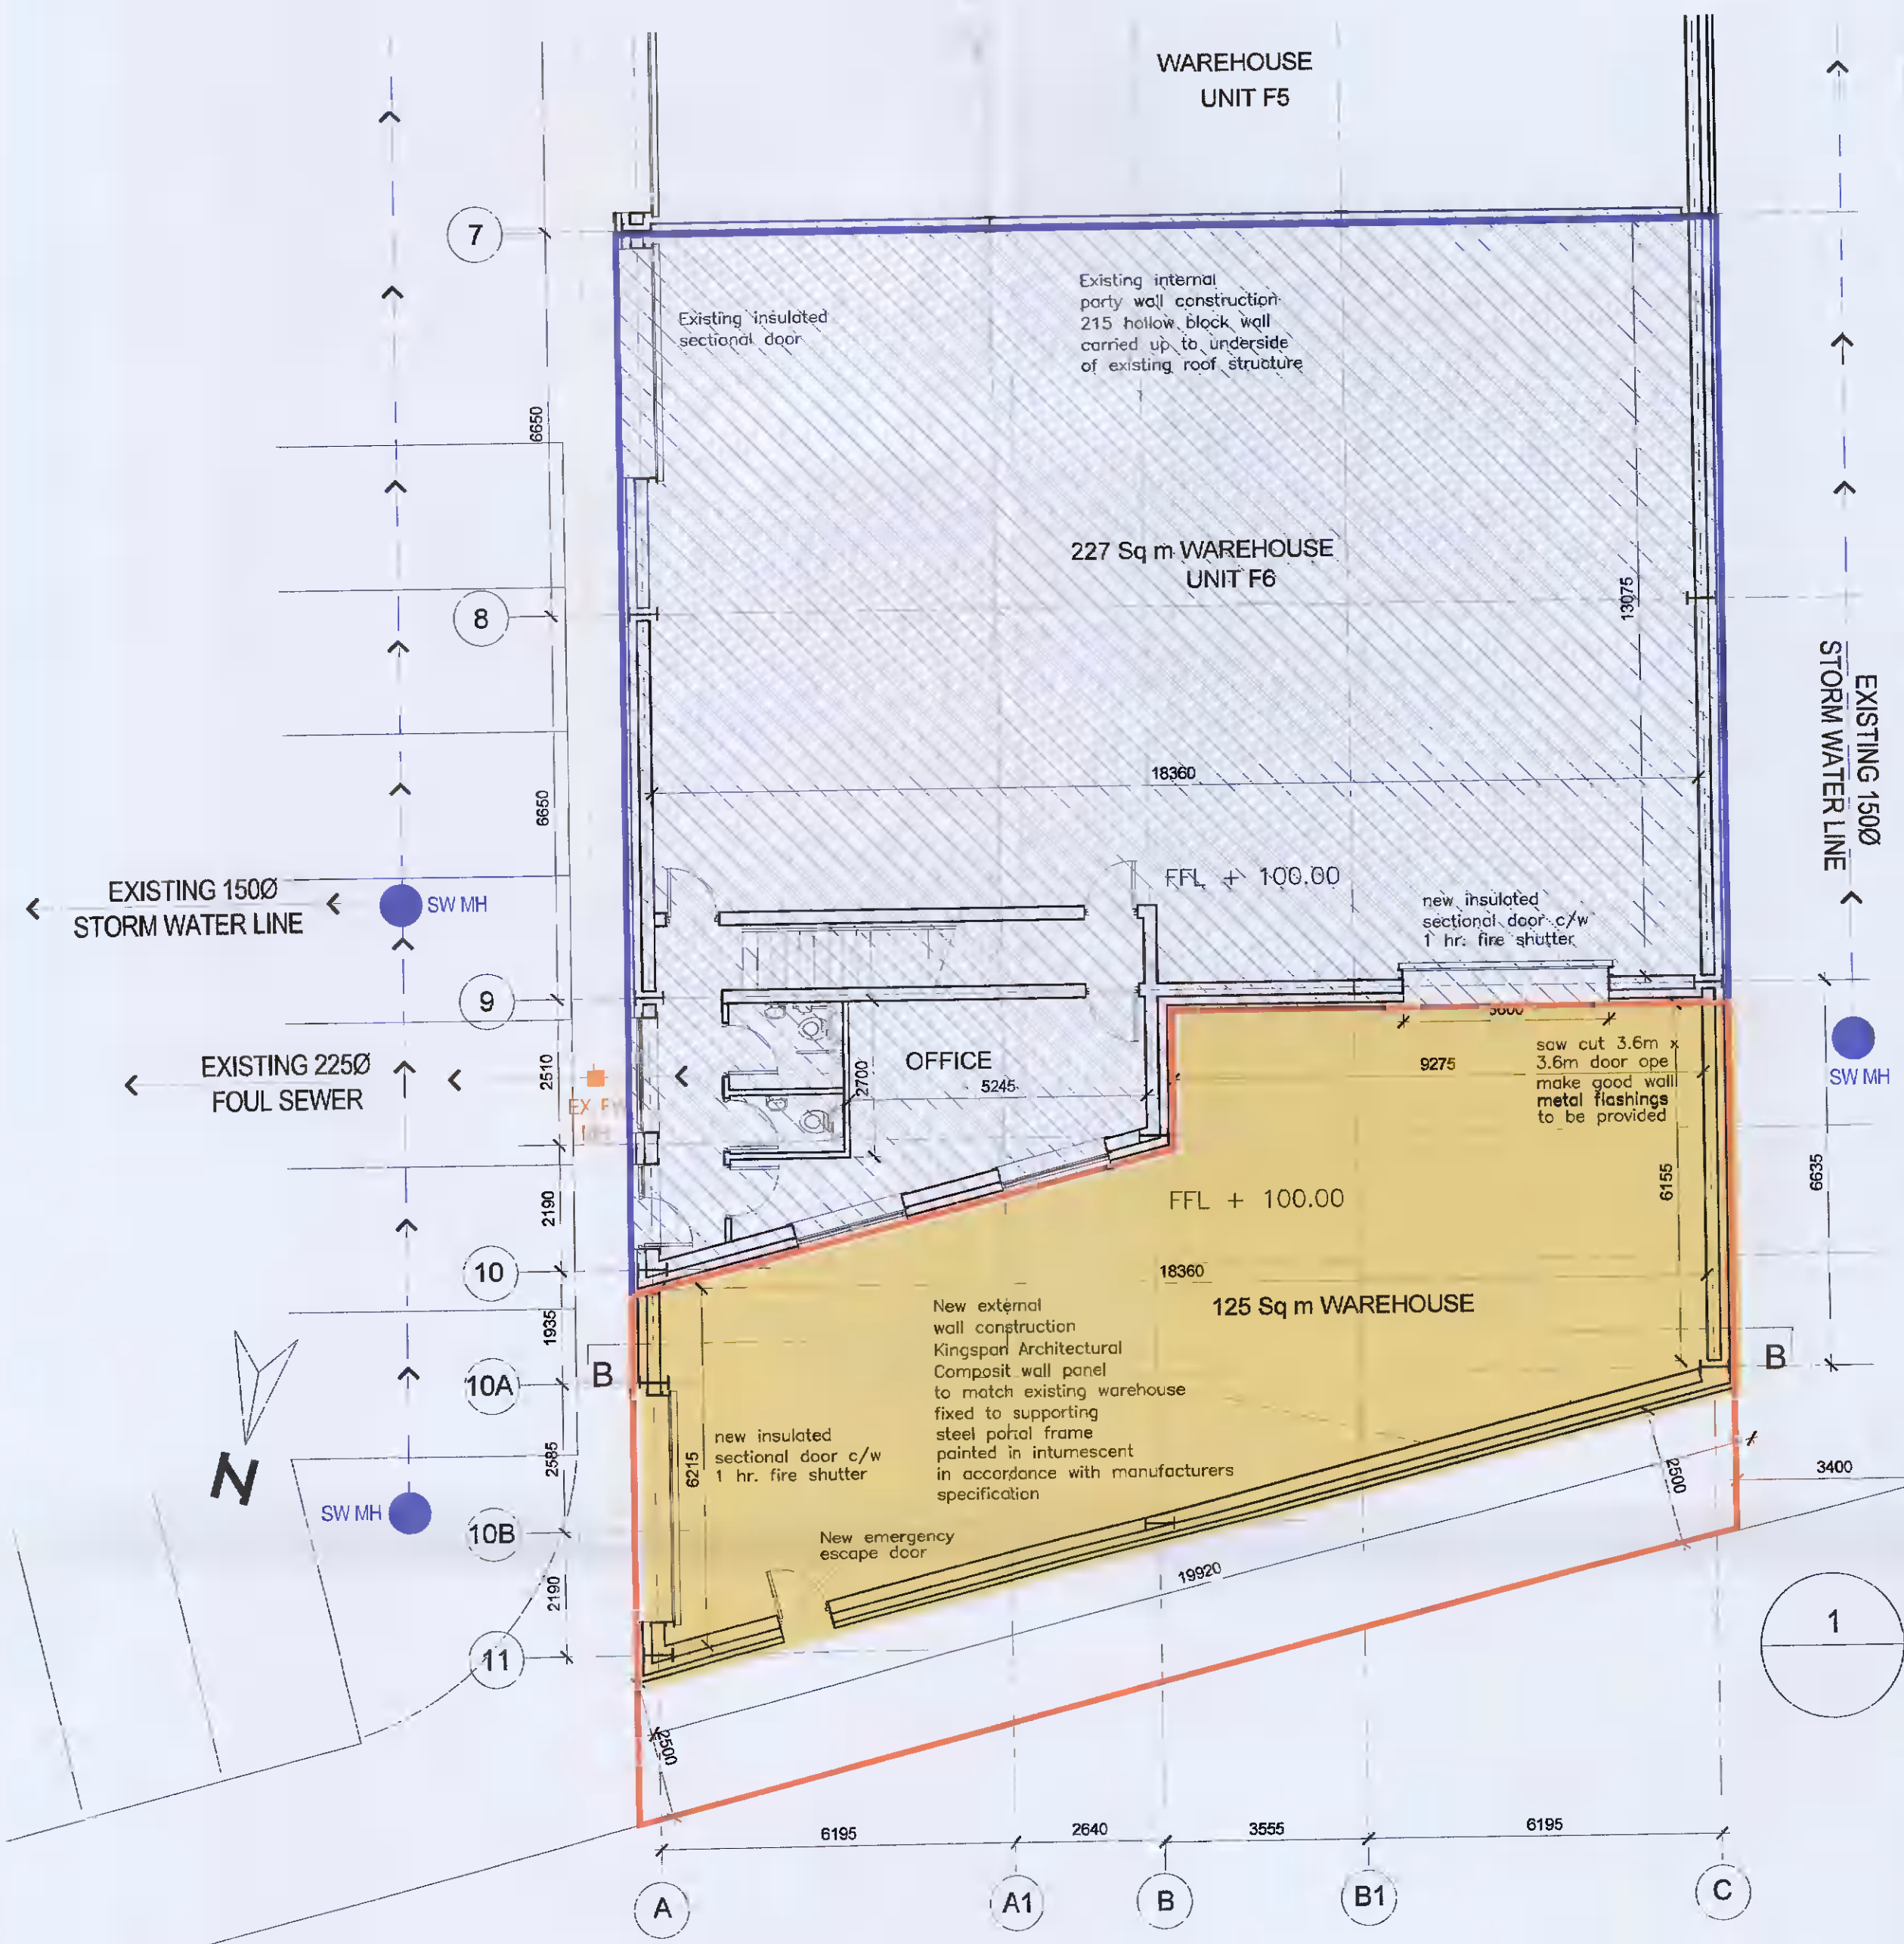 WAREHOUSE
UNIT F5
7
Existing insulated
sectional door
Existing internal
party wall construction
215 hollow block wall
carried up to underside
of existing roof structure
6650
227 Sq m WAREHOUSE
UNIT F6
13075
8
EXISTING 150Ø
STORM WATER LINE
18360
6650
EXISTING 150Ø
STORM WATER LINE
SW MH
FFL + 100.00
new insulated
sectional door c/w
1 hr. fire shutter
9
3600
SW MH
EXISTING 225Ø
FOUL SEWER
2510
EX F
MH
2700
OFFICE
5245
9275
saw cut 3.6m x
3.6m door ope
make good wall
metal flashings
to be provided
6155
6635
2190
FFL + 100.00
10
18360
125 Sq m WAREHOUSE
1935
B
B
10A
New external
wall construction
Kingspan Architectural
Composit wall panel
to match existing warehouse
fixed to supporting
steel portal frame
painted in intumescent
in accordance with manufacturers
specification
new insulated
sectional door c/w
1 hr. fire shutter
6215
2585
N
2500
3400
SW MH
10B
New emergency
escape door
19920
2190
1
11
2500
6195
2640
3555
6195
A
A1
B
B1
C